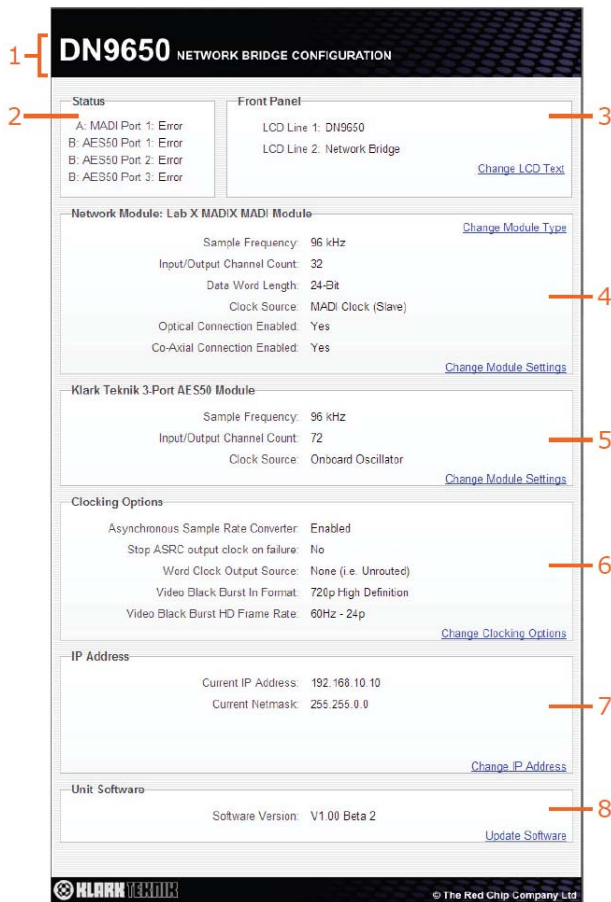 1
DN9650 NETWORK BRIDGE CONFIGURATION
2
Status
A: MADI Port 1: Error
B: AES50 Port 1: Error
B: AES50 Port 2: Error
B: AES50 Port 3: Error
Front Panel
LCD Line 1: DN9650
LCD Line 2: Network Bridge
Change LCD Text
3
Network Module: Lab X MADIX MADI Module
Change Module Type
Sample Frequency: 96 kHz
Input/Output Channel Count: 32
Data Word Length: 24-Bit
Clock Source: MADI Clock (Slave)
Optical Connection Enabled: Yes
Co-Axial Connection Enabled: Yes
Change Module Settings
4
Klark Teknik 3-Port AES50 Module
Sample Frequency: 96 kHz
Input/Output Channel Count: 72
Clock Source: Onboard Oscillator
Change Module Settings
5
Clocking Options
Asynchronous Sample Rate Converter: Enabled
Stop ASRC output clock on failure: No
Word Clock Output Source: None (i.e. Unrouted)
Video Black Burst In Format: 720p High Definition
Video Black Burst HD Frame Rate: 60Hz - 24p
Change Clocking Options
6
IP Address
Current IP Address: 192.168.10.10
Current Netmask: 255.255.0.0
Change IP Address
7
Unit Software
Software Version: V1.00 Beta 2
Update Software
8
KLARK TEKNIK
© The Red Chip Company Ltd